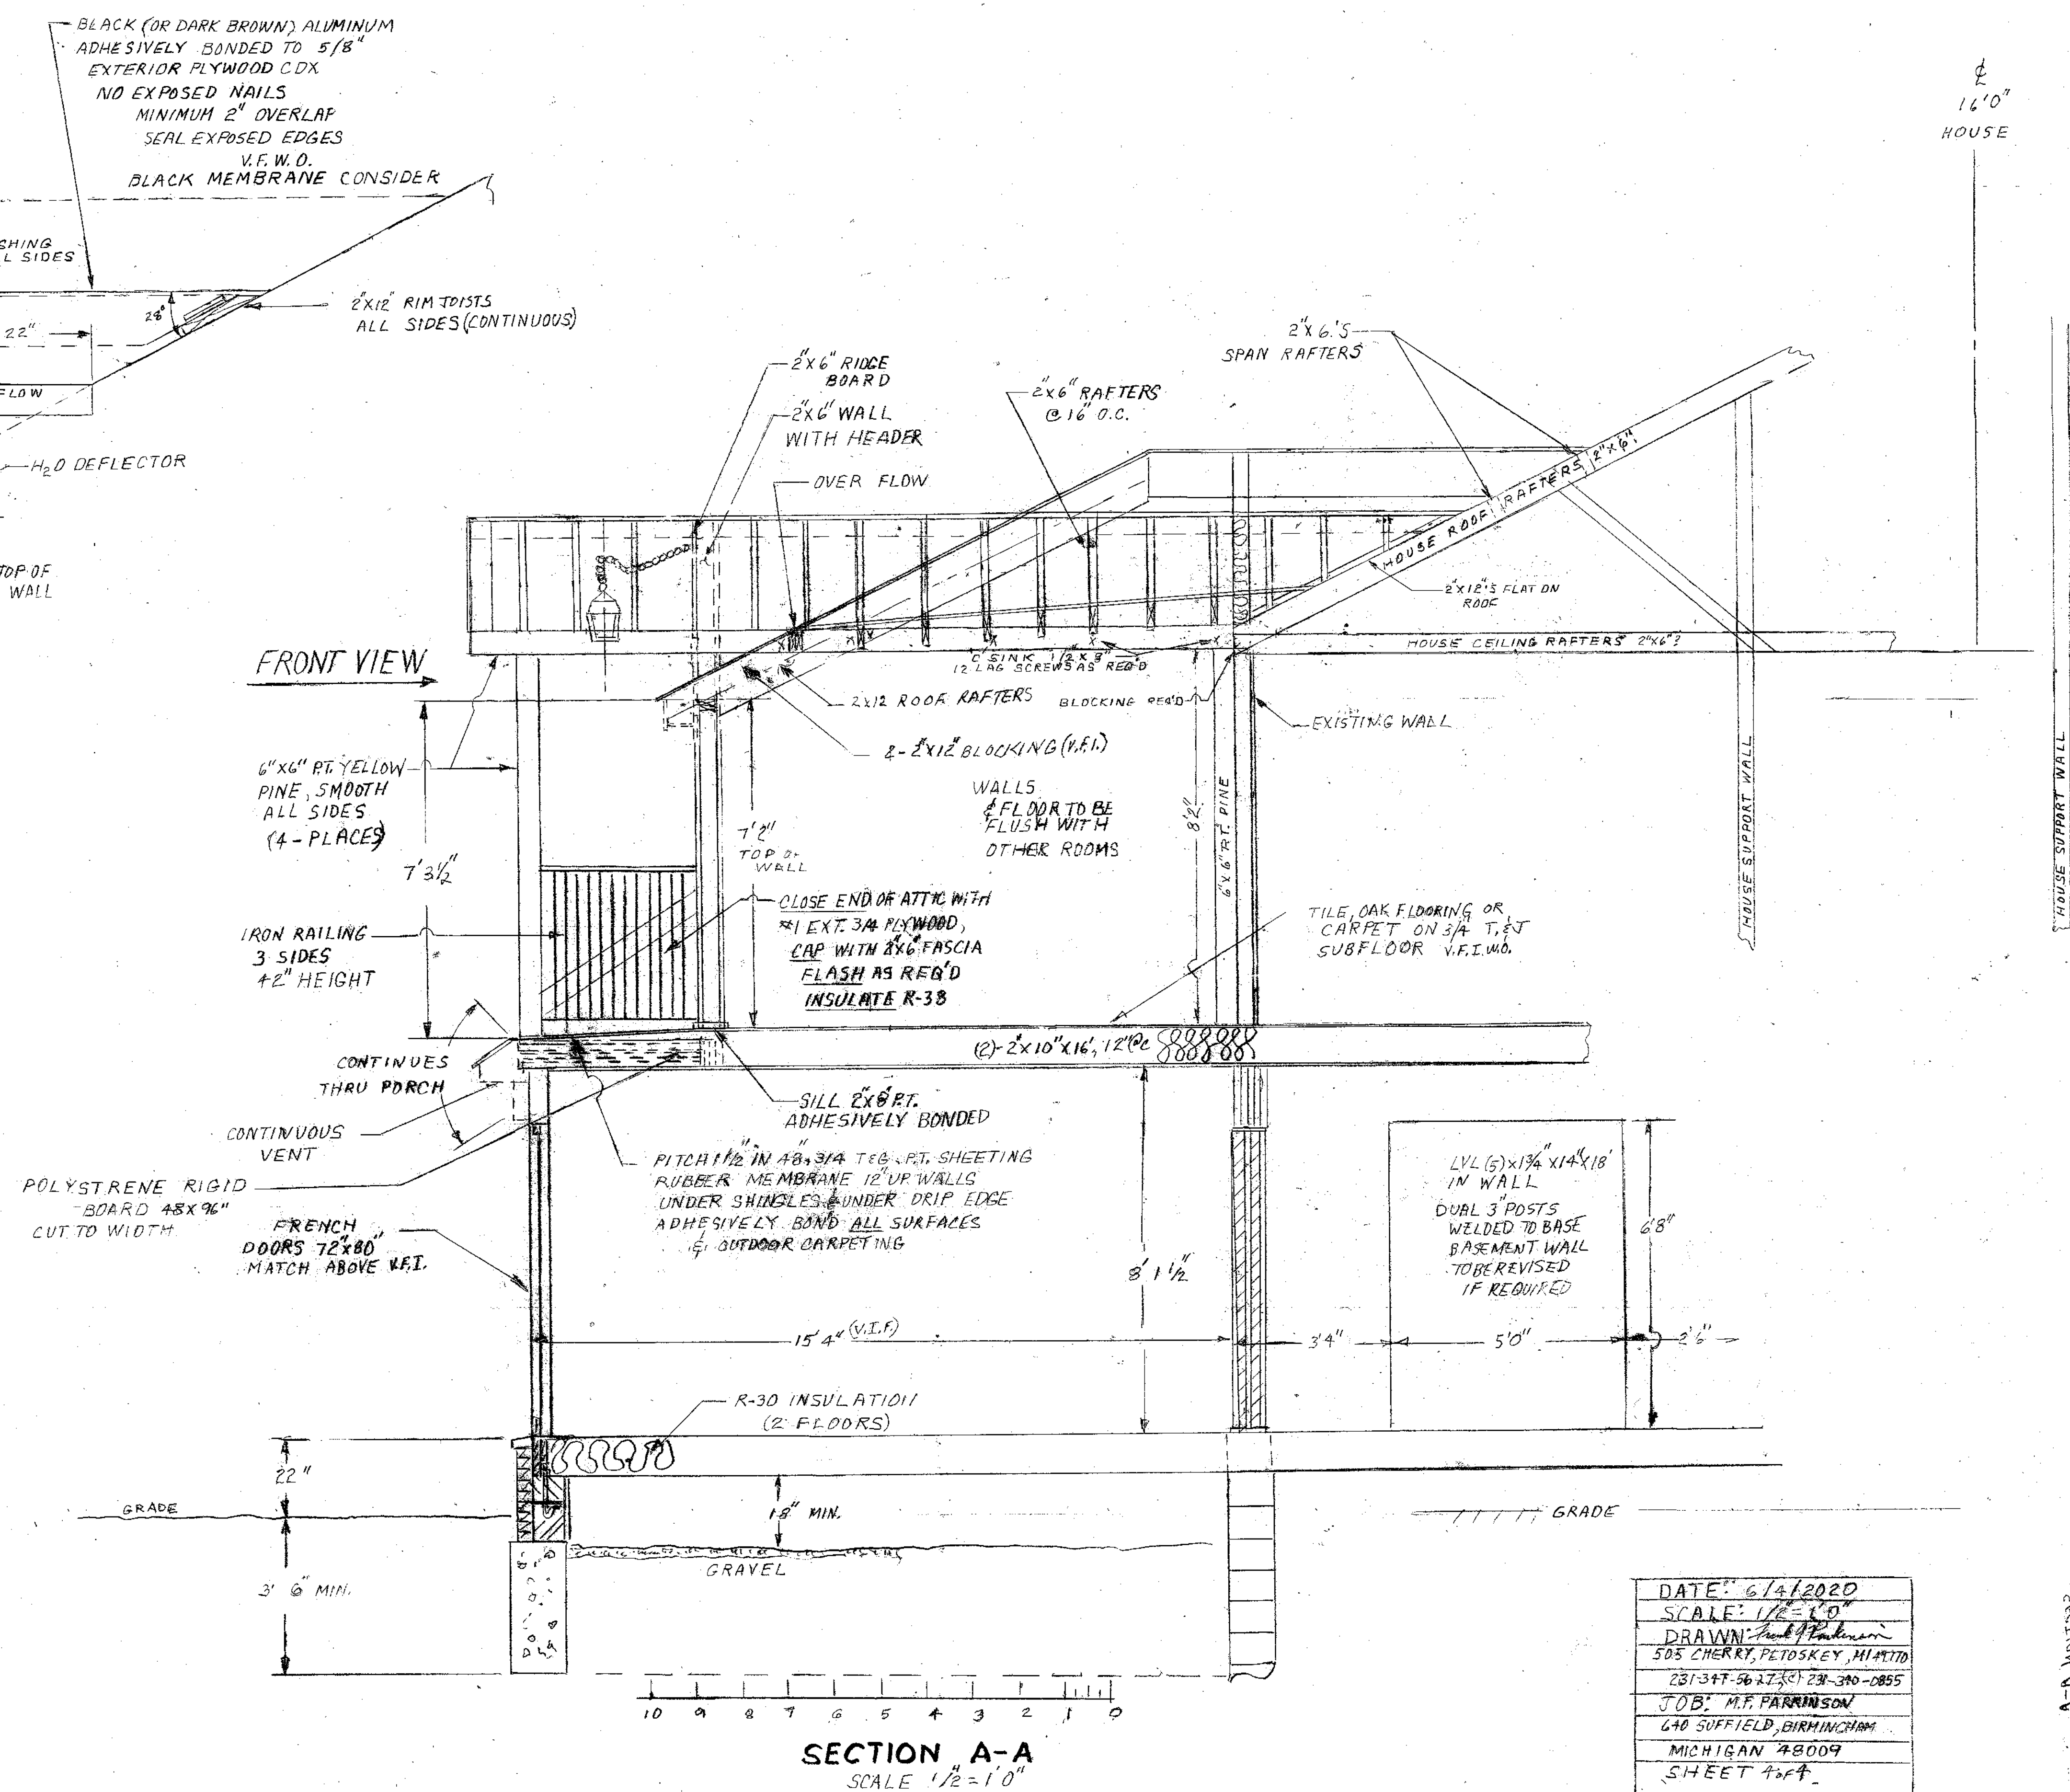 BLACK (OR DARK BROWN) ALUMINUM
ADHESIVELY BONDED TO 5/8"
EXTERIOR PLYWOOD CDX
NO EXPOSED NAILS
MINIMUM 2" OVERLAP
SEAL EXPOSED EDGES
V.F.W.O.
BLACK MEMBRANE CONSIDER
SHING
L SIDES
22"
28"
2"X12" RIM JOISTS
ALL SIDES (CONTINUOUS)
FLOW
H2O DEFLECTOR
TOP OF
WALL
℄
16'0"
HOUSE
2"X6" RIDGE
BOARD
2"X6" WALL
WITH HEADER
OVER FLOW
2"X6" RAFTERS
@ 16" O.C.
2"X6'S
SPAN RAFTERS
HOUSE ROOF RAFTERS 2"X6"?
2"X12"S FLAT ON
ROOF
HOUSE CEILING RAFTERS 2"X6"?
FRONT VIEW
C SINK 1/2 X 8"
12 LAG SCREWS AS REQ'D
2X12 ROOF RAFTERS
BLOCKING REQ'D
EXISTING WALL
2-2"X12" BLOCKING (V.F.I.)
6"X6" P.T. YELLOW
PINE, SMOOTH
ALL SIDES
(4-PLACES)
7' 3 1/2"
7'2"
TOP OF
WALL
WALLS
& FLOOR TO BE
FLUSH WITH
OTHER ROOMS
8'2"
6"X6" P.T. PINE
HOUSE SUPPORT WALL
HOUSE SUPPORT WALL
IRON RAILING
3 SIDES
42" HEIGHT
CLOSE END OF ATTIC WITH
#1 EXT. 3/4 PLYWOOD,
CAP WITH 2X6" FASCIA
FLASH AS REQ'D
INSULATE R-38
TILE, OAK FLOORING OR
CARPET ON 3/4 T. & J
SUBFLOOR V.F.I.W.O.
(2)-2"X10"X16', 12"OC
CONTINUES
THRU PORCH
CONTINUOUS
VENT
SILL 2"X8" P.T.
ADHESIVELY BONDED
POLYSTRENE RIGID
BOARD 48X96"
CUT TO WIDTH
PITCH 1 1/2" IN 48, 3/4 T&G P.T. SHEETING
RUBBER MEMBRANE 12" UP WALLS
UNDER SHINGLES & UNDER DRIP EDGE
ADHESIVELY BOND ALL SURFACES
& OUTDOOR CARPETING
FRENCH
DOORS 72"X80"
MATCH ABOVE V.F.I.
LVL (5) X 1 3/4" X14"X18'
IN WALL
DUAL 3" POSTS
WELDED TO BASE
BASEMENT WALL
TO BE REVISED
IF REQUIRED
6'8"
8' 1 1/2"
15'4" (V.I.F.)
3'4"
5'0"
2'6"
R-30 INSULATION
(2 FLOORS)
22"
GRADE
18" MIN.
GRADE
GRAVEL
3' 6" MIN.
10 9 8 7 6 5 4 3 2 1 0
SECTION A-A
SCALE 1/2" = 1'0"
DATE: 6/4/2020
SCALE: 1/2"=1'0"
DRAWN:
505 CHERRY, PETOSKEY, MI 49770
231-347-5627, (C) 231-390-0855
JOB: M.F. PARKINSON
640 SUFFIELD, BIRMINGHAM
MICHIGAN 48009
SHEET 4 OF 4